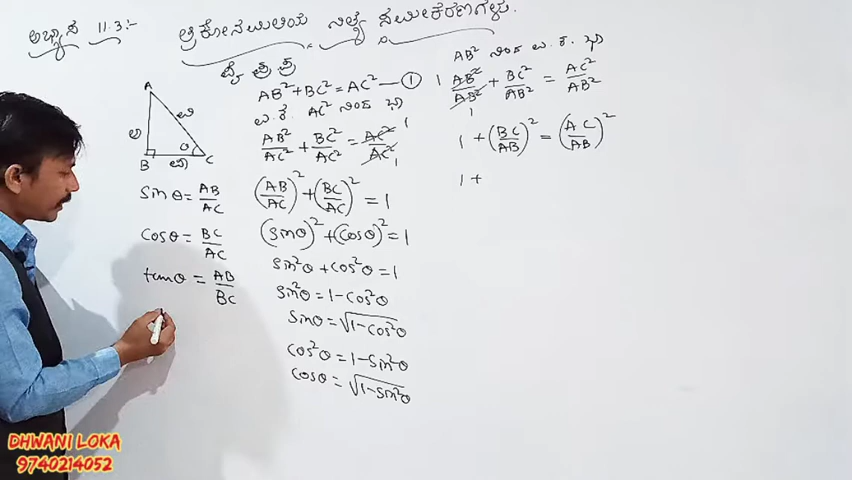 ಅಭ್ಯಾಸ 11.3:-
ತ್ರಿಕೋನಮಿತಿಯ ನಿತ್ಯ ಸಮೀಕರಣಗಳು.
ಪೈ ಪ್ರ ಪ್ರ
A
B
C
θ
AB² + BC² = AC² — ①
AC² ನಿಂದ
AB²/AC² + BC²/AC² = AC²/AC² 1
1
(AB/AC)² + (BC/AC)² = 1
(sinθ)² + (cosθ)² = 1
sin²θ + cos²θ = 1
sin²θ = 1 - cos²θ
sinθ = √1 - cos²θ
cos²θ = 1 - sin²θ
cosθ = √1 - sin²θ
sinθ = AB/AC
cosθ = BC/AC
tanθ = AB/BC
AB² ನಿಂದ
1 AB²/AB² + BC²/AB² = AC²/AB²
1
1 + (BC/AB)² = (AC/AB)²
1 +
DHWANI LOKA
9740214052